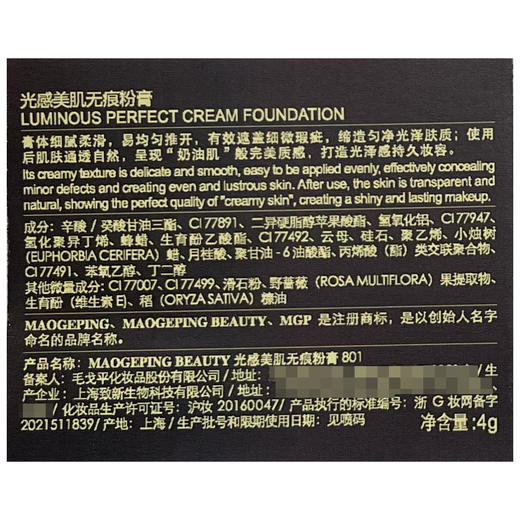 光感美肌无痕粉膏
LUMINOUS PERFECT CREAM FOUNDATION
膏体细腻柔滑，易均匀推开，有效遮盖细微瑕疵，缔造匀净光泽肤质；使用
后肌肤通透自然，呈现“奶油肌”般完美质感，打造光泽感持久妆容。
Its creamy texture is delicate and smooth, easy to be applied evenly, effectively concealing
minor defects and creating even and lustrous skin. After use, the skin is transparent and
natural, showing the perfect quality of "creamy skin", creating a shiny and lasting makeup.
成分：辛酸／癸酸甘油三酯、CI 77891、二异硬脂醇苹果酸酯、氢氧化铝、CI 77947、
氢化聚异丁烯、蜂蜡、生育酚乙酸酯、CI 77492、云母、硅石、聚乙烯、小烛树
(EUPHORBIA CERIFERA）蜡、月桂酸、聚甘油-6 油酸酯、丙烯酸（酯）类交联聚合物、
CI 77491、苯氧乙醇、丁二醇
其他微量成分：CI 77007、CI 77499、滑石粉、野蔷薇（ROSA MULTIFLORA）果提取物、
生育酚（维生素 E)、稻（ORYZA SATIVA）糠油
MAOGEPING、MAOGEPING BEAUTY、MGP 是注册商标，是以创始人名字
命名的品牌名称。
产品名称：MAOGEPING BEAUTY 光感美肌无痕粉膏 801
备案人：毛戈平化妆品股份有限公司／地址： ／生
产企业：上海致新生物科技有限公司／地址：
／化妆品生产许可证号：沪妆 20160047／产品执行的标准编号：浙 G 妆网备字
2021511839／产地：上海／生产批号和限期使用日期：见喷码 净含量：4g